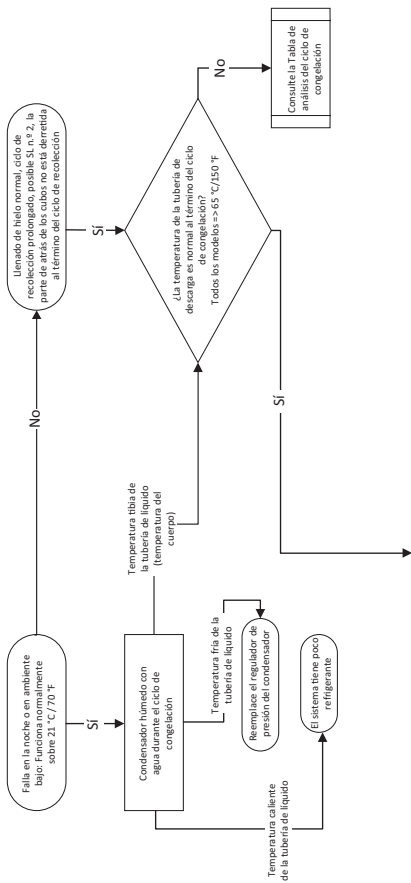 Falla en la noche o en ambiente
bajo: Funciona normalmente
sobre 21 °C / 70 °F
No
Llenado de hielo normal, ciclo de
recolección prolongado, posible SL n.º 2, la
parte de atrás de los cubos no está derretida
al término del ciclo de recolección
Sí
Sí
Condensador húmedo con
agua durante el ciclo de
congelación
Temperatura tibia de
la tubería de líquido
(temperatura del
cuerpo)
¿La temperatura de la tubería de
descarga es normal al término del ciclo
de congelación?
Todos los modelos => 65 °C/150 °F
No
Consulte la Tabla de
análisis del ciclo de
congelación
Temperatura fría de la
tubería de líquido
Reemplace el regulador de
presión del condensador
Sí
Temperatura caliente
de la tubería de líquido
El sistema tiene poco
refrigerante